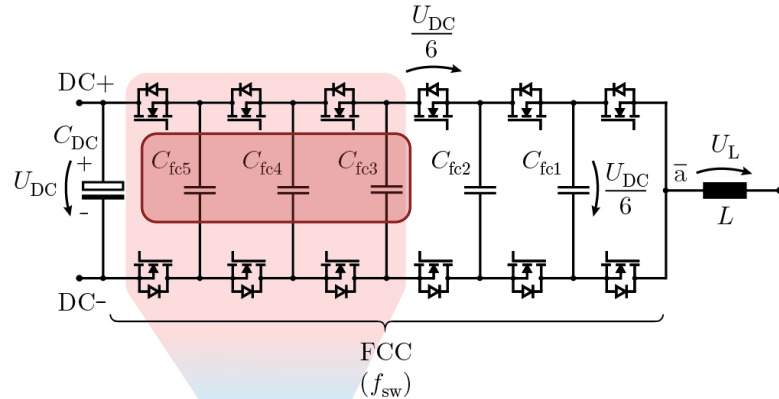 U_DC/6
DC+
C_DC
+
U_DC
-
C_fc5
C_fc4
C_fc3
C_fc2
C_fc1
U_DC/6
a̅
U_L
L
DC-
FCC
(f_sw)